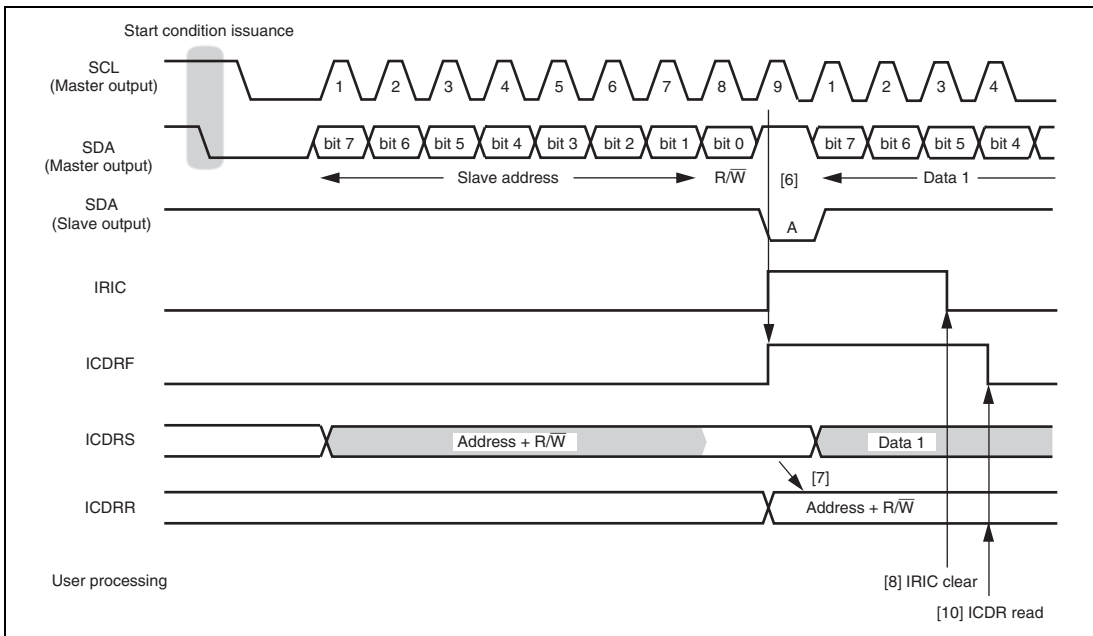 Start condition issuance
SCL
(Master output)
1 2 3 4 5 6 7 8 9 1 2 3 4
SDA
(Master output)
bit 7 bit 6 bit 5 bit 4 bit 3 bit 2 bit 1 bit 0 bit 7 bit 6 bit 5 bit 4
Slave address R/W̅ [6] Data 1
SDA
(Slave output)
A
IRIC
ICDRF
ICDRS
Address + R/W̅ Data 1
[7]
ICDRR
Address + R/W̅
User processing
[8] IRIC clear
[10] ICDR read